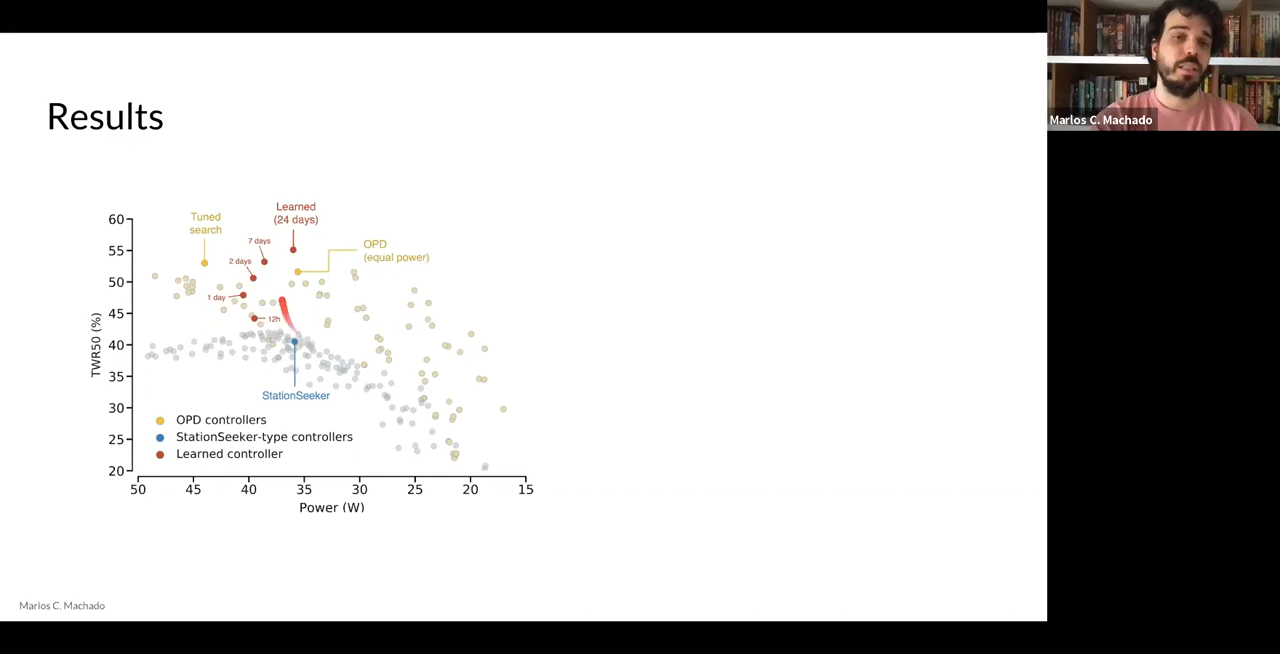 Results
Marlos C. Machado
Tuned
search
Learned
(24 days)
7 days
2 days
1 day
12h
OPD
(equal power)
StationSeeker
60
55
50
45
40
35
30
25
20
TWR50 (%)
OPD controllers
StationSeeker-type controllers
Learned controller
50 45 40 35 30 25 20 15
Power (W)
Marlos C. Machado